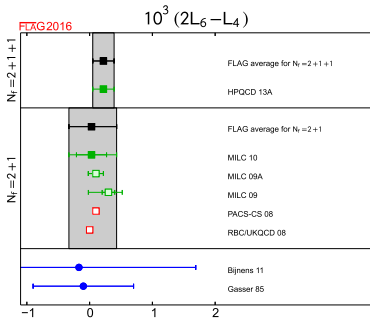 10³ (2L₆−L₄)
FLAG2016
N_f=2+1+1
FLAG average for N_f=2+1+1
HPQCD 13A
N_f=2+1
FLAG average for N_f=2+1
MILC 10
MILC 09A
MILC 09
PACS-CS 08
RBC/UKQCD 08
Bijnens 11
Gasser 85
−1 0 1 2